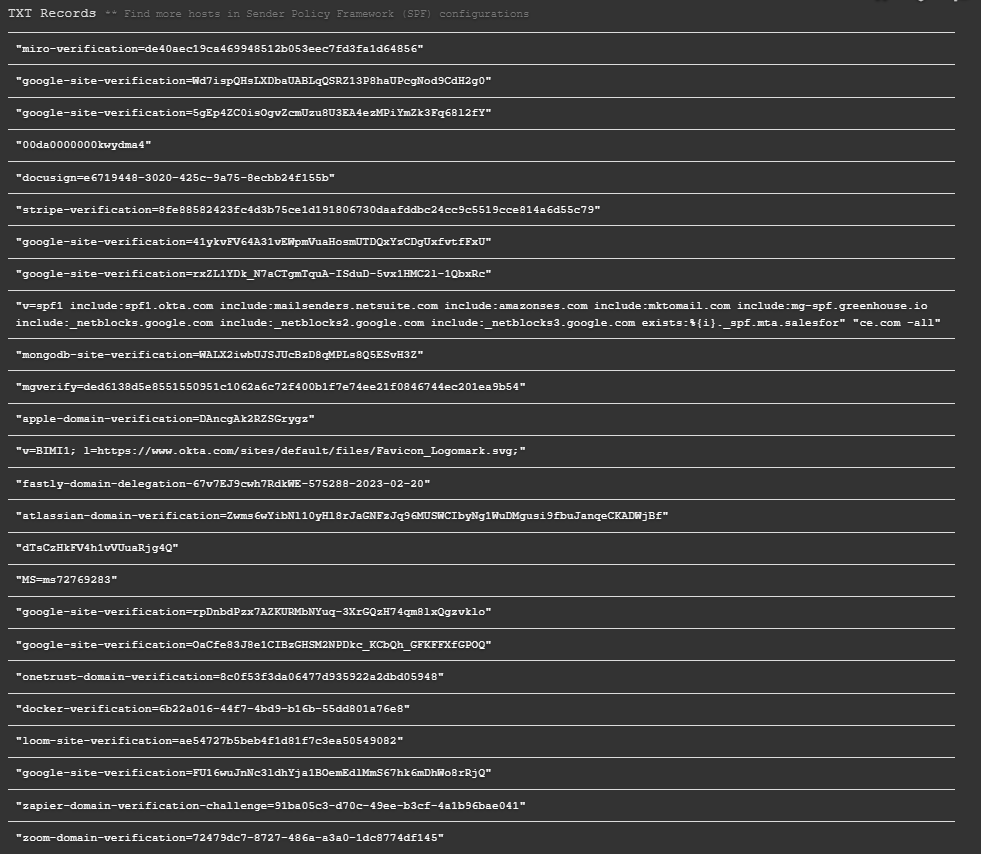 TXT Records ** Find more hosts in Sender Policy Framework (SPF) configurations
"miro-verification=de40aec19ca469948512b053eec7fd3fa1d64856"
"google-site-verification=Wd7ispQHsLXDbaUABLqQSRZ13P8haUPcgNod9CdH2g0"
"google-site-verification=5gEp4ZC0isOgvZcmUzu8U3EA4ezMPiYmZk3Fq68l2fY"
"00da0000000kwydma4"
"docusign=e6719448-3020-425c-9a75-8ecbb24f155b"
"stripe-verification=8fe88582423fc4d3b75ce1d191806730daafddbc24cc9c5519cce814a6d55c79"
"google-site-verification=41ykvFV64A31vEWpmVuaHosmUTDQxYzCDgUxfvtfFxU"
"google-site-verification=rxZL1YDk_N7aCTgmTquA-ISduD-5vx1HMC2l-1QbxRc"
"v=spf1 include:spf1.okta.com include:mailsenders.netsuite.com include:amazonses.com include:mktomail.com include:mg-spf.greenhouse.io
include:_netblocks.google.com include:_netblocks2.google.com include:_netblocks3.google.com exists:%{i}._spf.mta.salesfor" "ce.com -all"
"mongodb-site-verification=WALX2iwbUJSJUcBzD8qMPLs8Q5ESvH3Z"
"mgverify=ded6138d5e8551550951c1062a6c72f400b1f7e74ee21f0846744ec201ea9b54"
"apple-domain-verification=DAncgAk2RZSGrygz"
"v=BIMI1; l=https://www.okta.com/sites/default/files/Favicon_Logomark.svg;"
"fastly-domain-delegation-67v7EJ9cwh7RdkWE-575288-2023-02-20"
"atlassian-domain-verification=Zwms6wYibNl10yHl8rJaGNFzJq96MUSWCIbyNg1WuDMgusi9fbuJanqeCKADWjBf"
"dTsCzHkFV4h1vVUuaRjg4Q"
"MS=ms72769283"
"google-site-verification=rpDnbdPzx7AZKURMbNYuq-3XrGQzH74qm8lxQgzvklo"
"google-site-verification=OaCfe83J8e1CIBzGHSM2NPDkc_KCbQh_GFKFFXfGPOQ"
"onetrust-domain-verification=8c0f53f3da06477d935922a2dbd05948"
"docker-verification=6b22a016-44f7-4bd9-b16b-55dd801a76e8"
"loom-site-verification=ae54727b5beb4f1d81f7c3ea50549082"
"google-site-verification=FU16wuJnNc3ldhYja1BOemEdlMmS67hk6mDhWo8rRjQ"
"zapier-domain-verification-challenge=91ba05c3-d70c-49ee-b3cf-4a1b96bae041"
"zoom-domain-verification=72479dc7-8727-486a-a3a0-1dc8774df145"